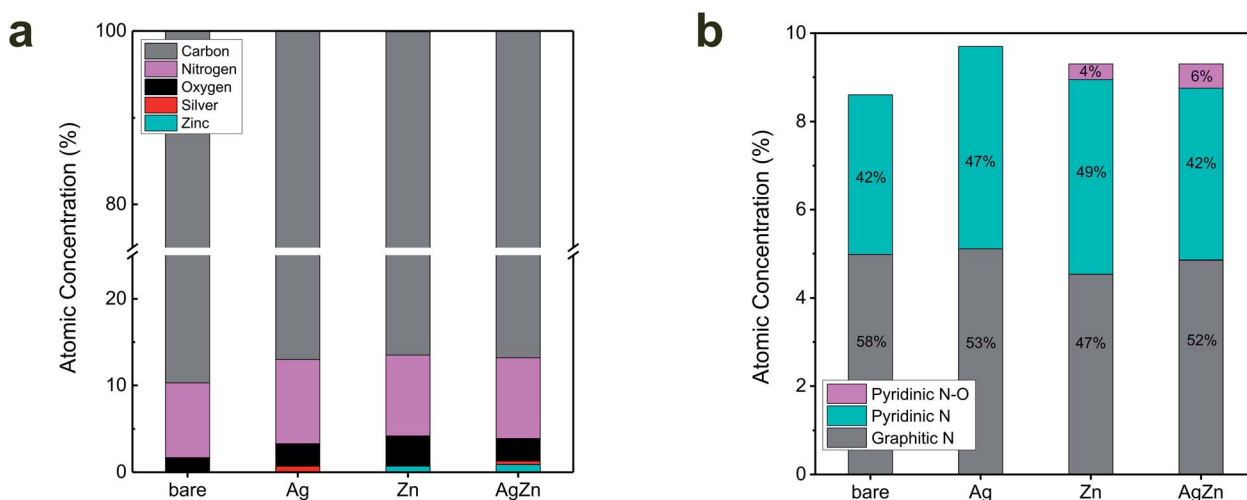 a
Atomic Concentration (%)
100
80
20
10
0
Carbon
Nitrogen
Oxygen
Silver
Zinc
bare
Ag
Zn
AgZn
b
Atomic Concentration (%)
10
8
6
4
2
0
42%
58%
47%
53%
4%
49%
47%
6%
42%
52%
Pyridinic N-O
Pyridinic N
Graphitic N
bare
Ag
Zn
AgZn